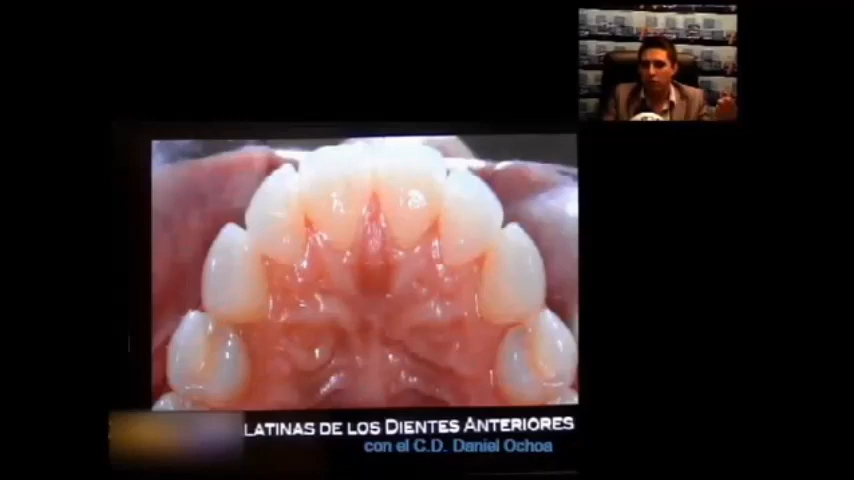 LATINAS DE LOS DIENTES ANTERIORES
con el C.D. Daniel Ochoa